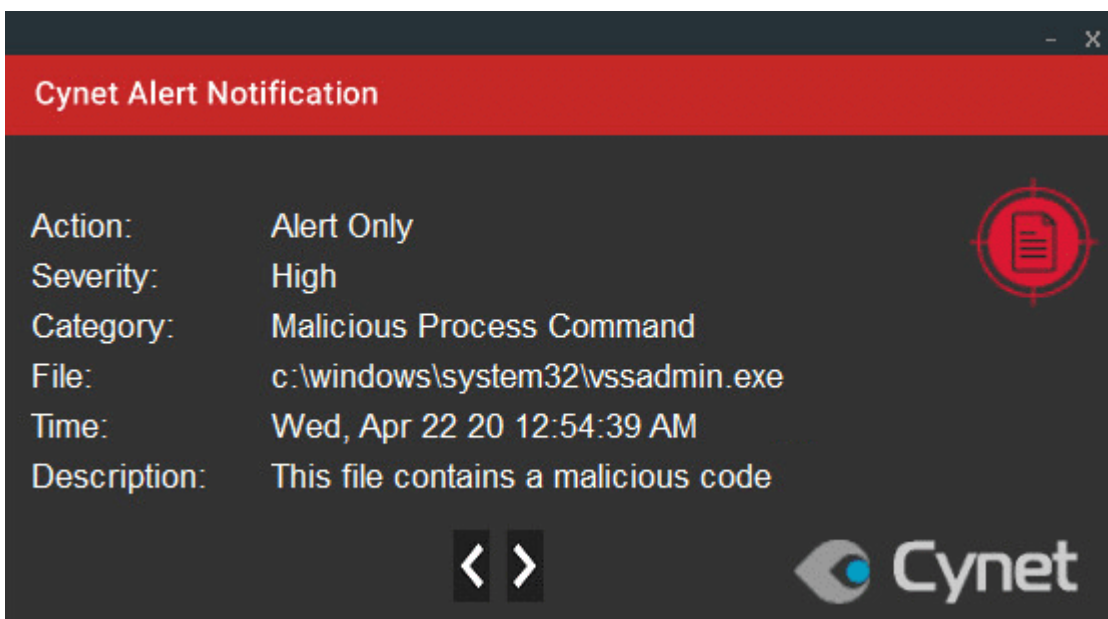 - x
Cynet Alert Notification
Action: Alert Only
Severity: High
Category: Malicious Process Command
File: c:\windows\system32\vssadmin.exe
Time: Wed, Apr 22 20 12:54:39 AM
Description: This file contains a malicious code
< >
Cynet